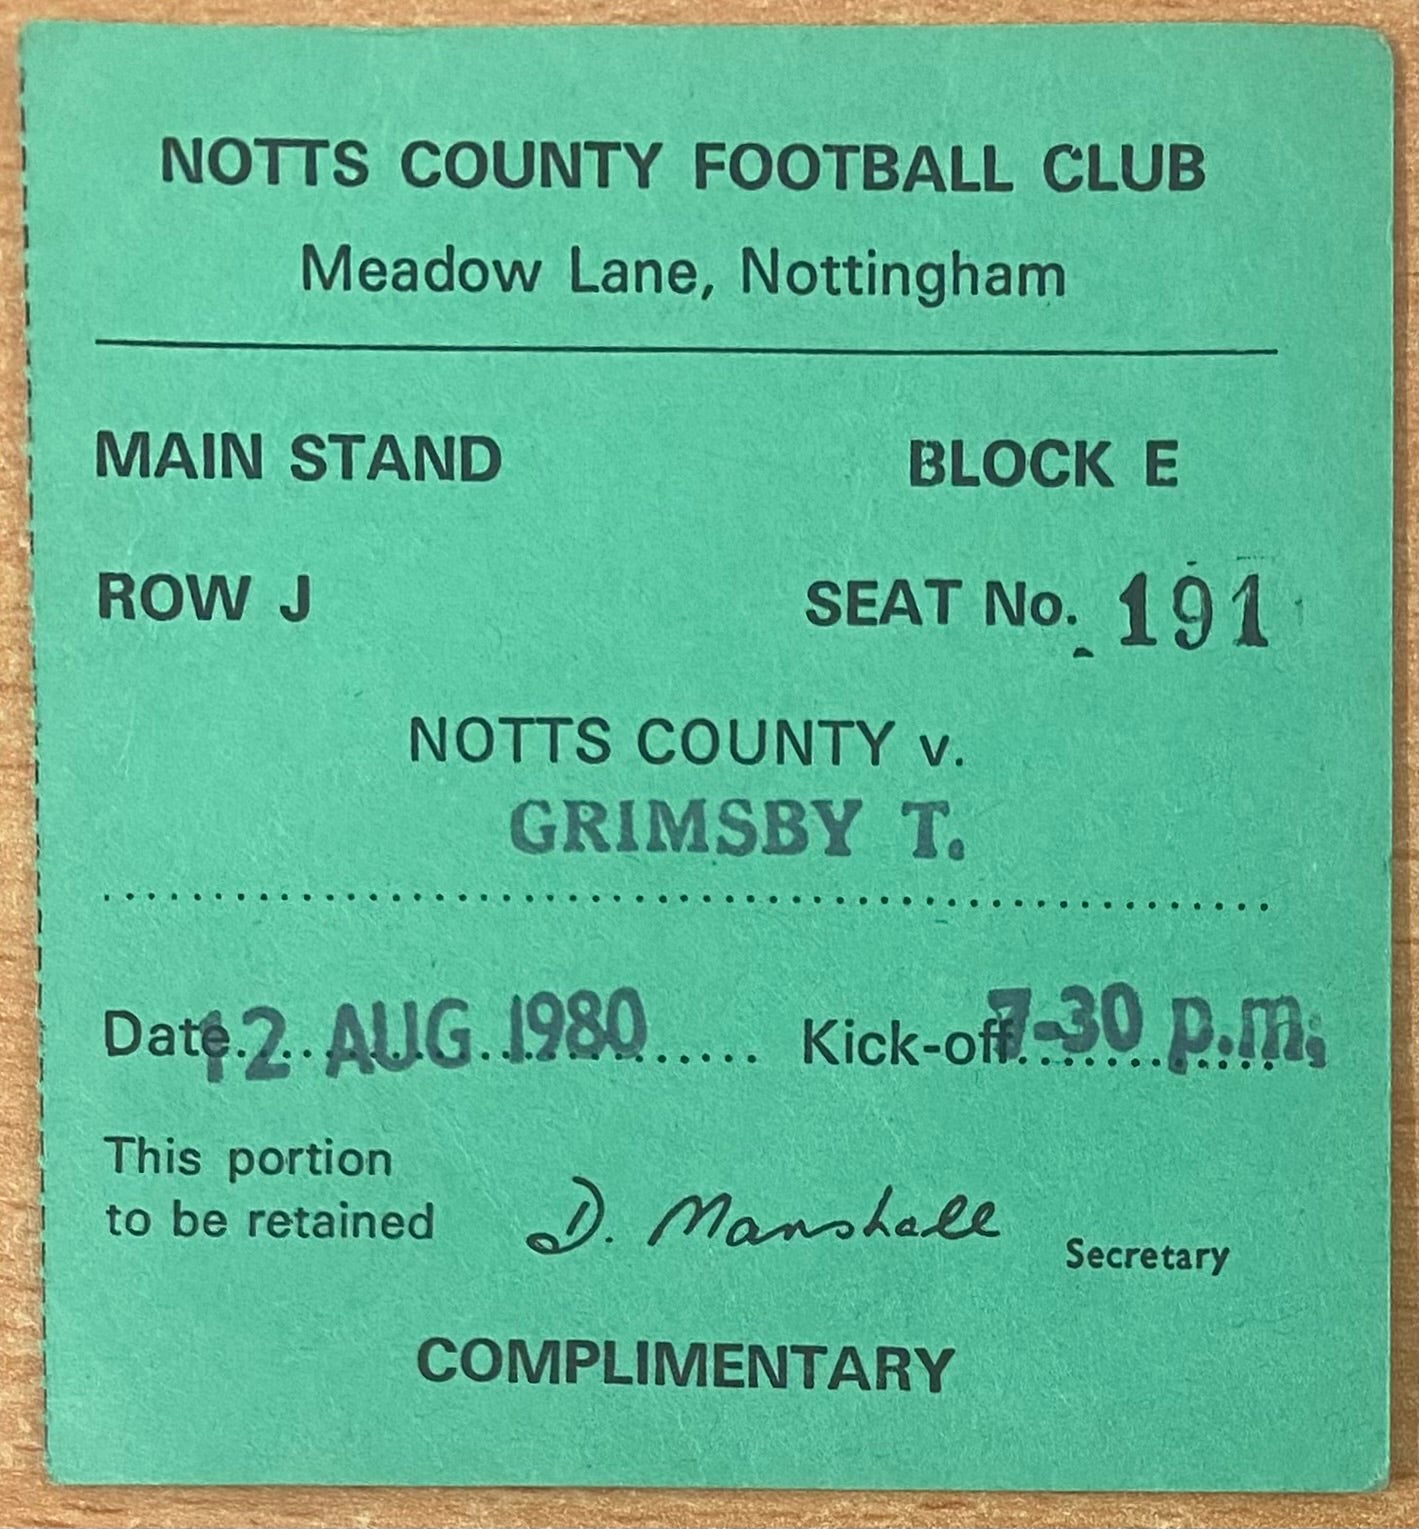 NOTTS COUNTY FOOTBALL CLUB
Meadow Lane, Nottingham
MAIN STAND BLOCK E
ROW J SEAT No. 191
NOTTS COUNTY v.
GRIMSBY T.
Date 12 AUG 1980 Kick-off 7-30 p.m.
This portion
to be retained D. Marshall Secretary
COMPLIMENTARY